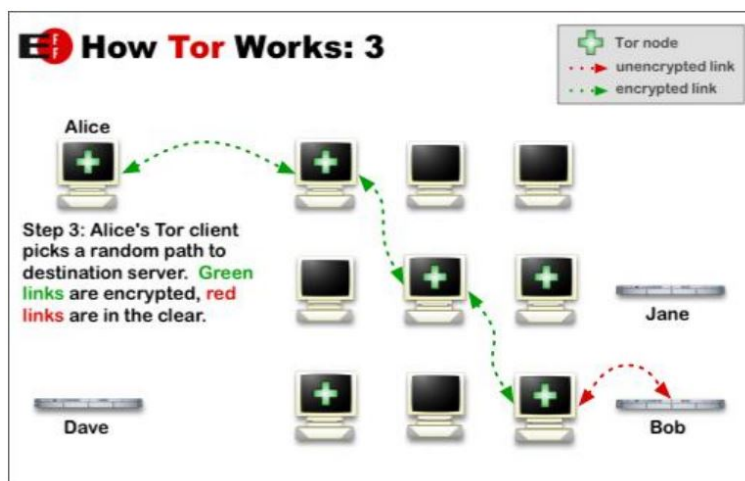 EFF How Tor Works: 3
Tor node
unencrypted link
encrypted link
Alice
Step 3: Alice's Tor client
picks a random path to
destination server. Green
links are encrypted, red
links are in the clear.
Jane
Dave
Bob